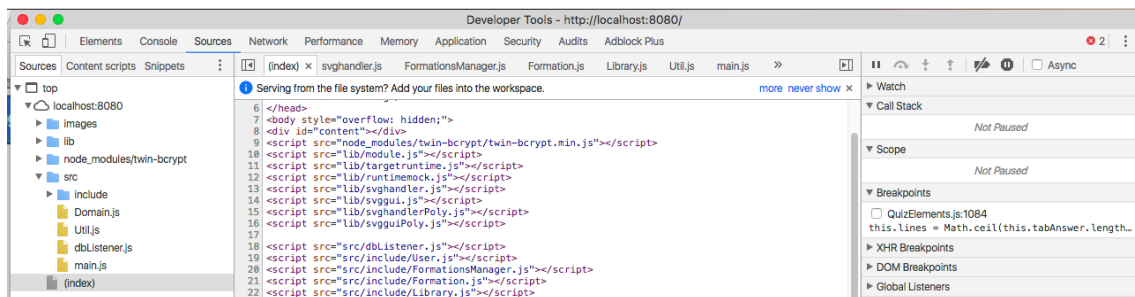 Developer Tools - http://localhost:8080/
Elements Console Sources Network Performance Memory Application Security Audits Adblock Plus 2
Sources Content scripts Snippets
(index) × svghandler.js FormationsManager.js Formation.js Library.js Util.js main.js »
Async
Serving from the file system? Add your files into the workspace. more never show ×
top
localhost:8080
images
lib
node_modules/twin-bcrypt
src
include
Domain.js
Util.js
dbListener.js
main.js
(index)
6 </head>
7 <body style="overflow: hidden;">
8 <div id="content"></div>
9 <script src="node_modules/twin-bcrypt/twin-bcrypt.min.js"></script>
10 <script src="lib/module.js"></script>
11 <script src="lib/targetruntime.js"></script>
12 <script src="lib/runtimemock.js"></script>
13 <script src="lib/svghandler.js"></script>
14 <script src="lib/svggui.js"></script>
15 <script src="lib/svghandlerPoly.js"></script>
16 <script src="lib/svgguiPoly.js"></script>
17
18 <script src="src/dbListener.js"></script>
19 <script src="src/include/User.js"></script>
20 <script src="src/include/FormationsManager.js"></script>
21 <script src="src/include/Formation.js"></script>
22 <script src="src/include/Library.js"></script>
Watch
Call Stack
Not Paused
Scope
Not Paused
Breakpoints
QuizElements.js:1084
this.lines = Math.ceil(this.tabAnswer.length…
XHR Breakpoints
DOM Breakpoints
Global Listeners